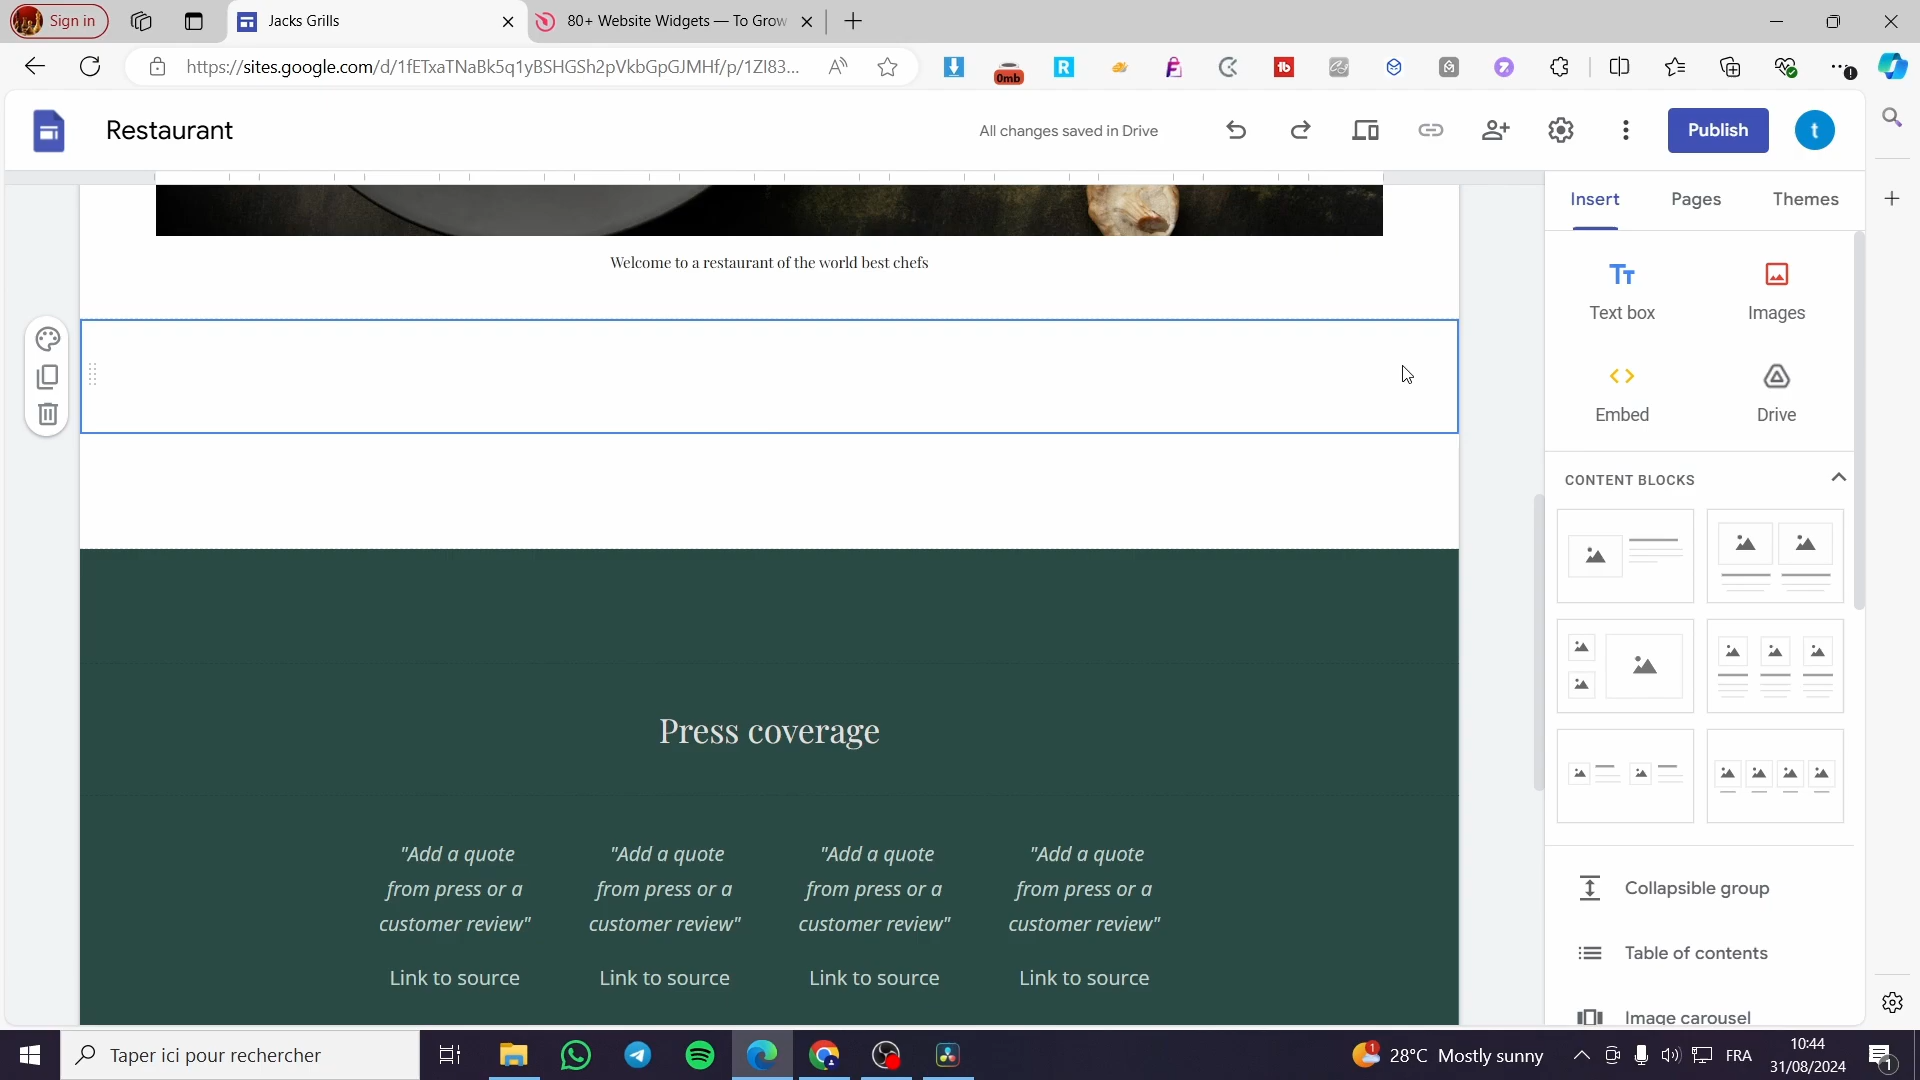 Sign in
Jacks Grills
80+ Website Widgets — To Grow
https://sites.google.com/d/1fETxaTNaBk5q1yBSHGSh2pVkbGpGJMHf/p/1ZI83...
0mb
Restaurant
All changes saved in Drive
Publish
t
Insert
Pages
Themes
Welcome to a restaurant of the world best chefs
Text box
Images
Embed
Drive
CONTENT BLOCKS
Press coverage
"Add a quote from press or a customer review"
"Add a quote from press or a customer review"
"Add a quote from press or a customer review"
"Add a quote from press or a customer review"
Link to source
Link to source
Link to source
Link to source
Collapsible group
Table of contents
Image carousel
Taper ici pour rechercher
1
28°C Mostly sunny
FRA
10:44
31/08/2024
1